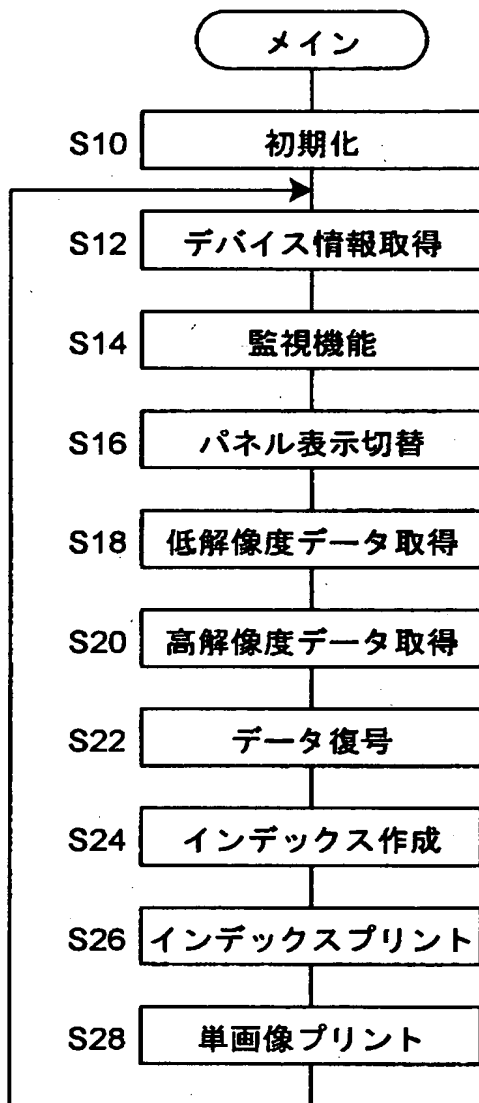 メイン
S10 初期化
S12 デバイス情報取得
S14 監視機能
S16 パネル表示切替
S18 低解像度データ取得
S20 高解像度データ取得
S22 データ復号
S24 インデックス作成
S26 インデックスプリント
S28 単画像プリント